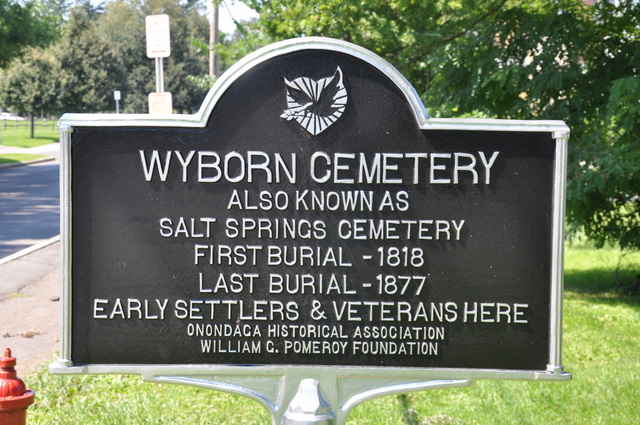 WYBORN CEMETERY
ALSO KNOWN AS
SALT SPRINGS CEMETERY
FIRST BURIAL - 1818
LAST BURIAL - 1877
EARLY SETTLERS & VETERANS HERE
ONONDAGA HISTORICAL ASSOCIATION
WILLIAM G. POMEROY FOUNDATION